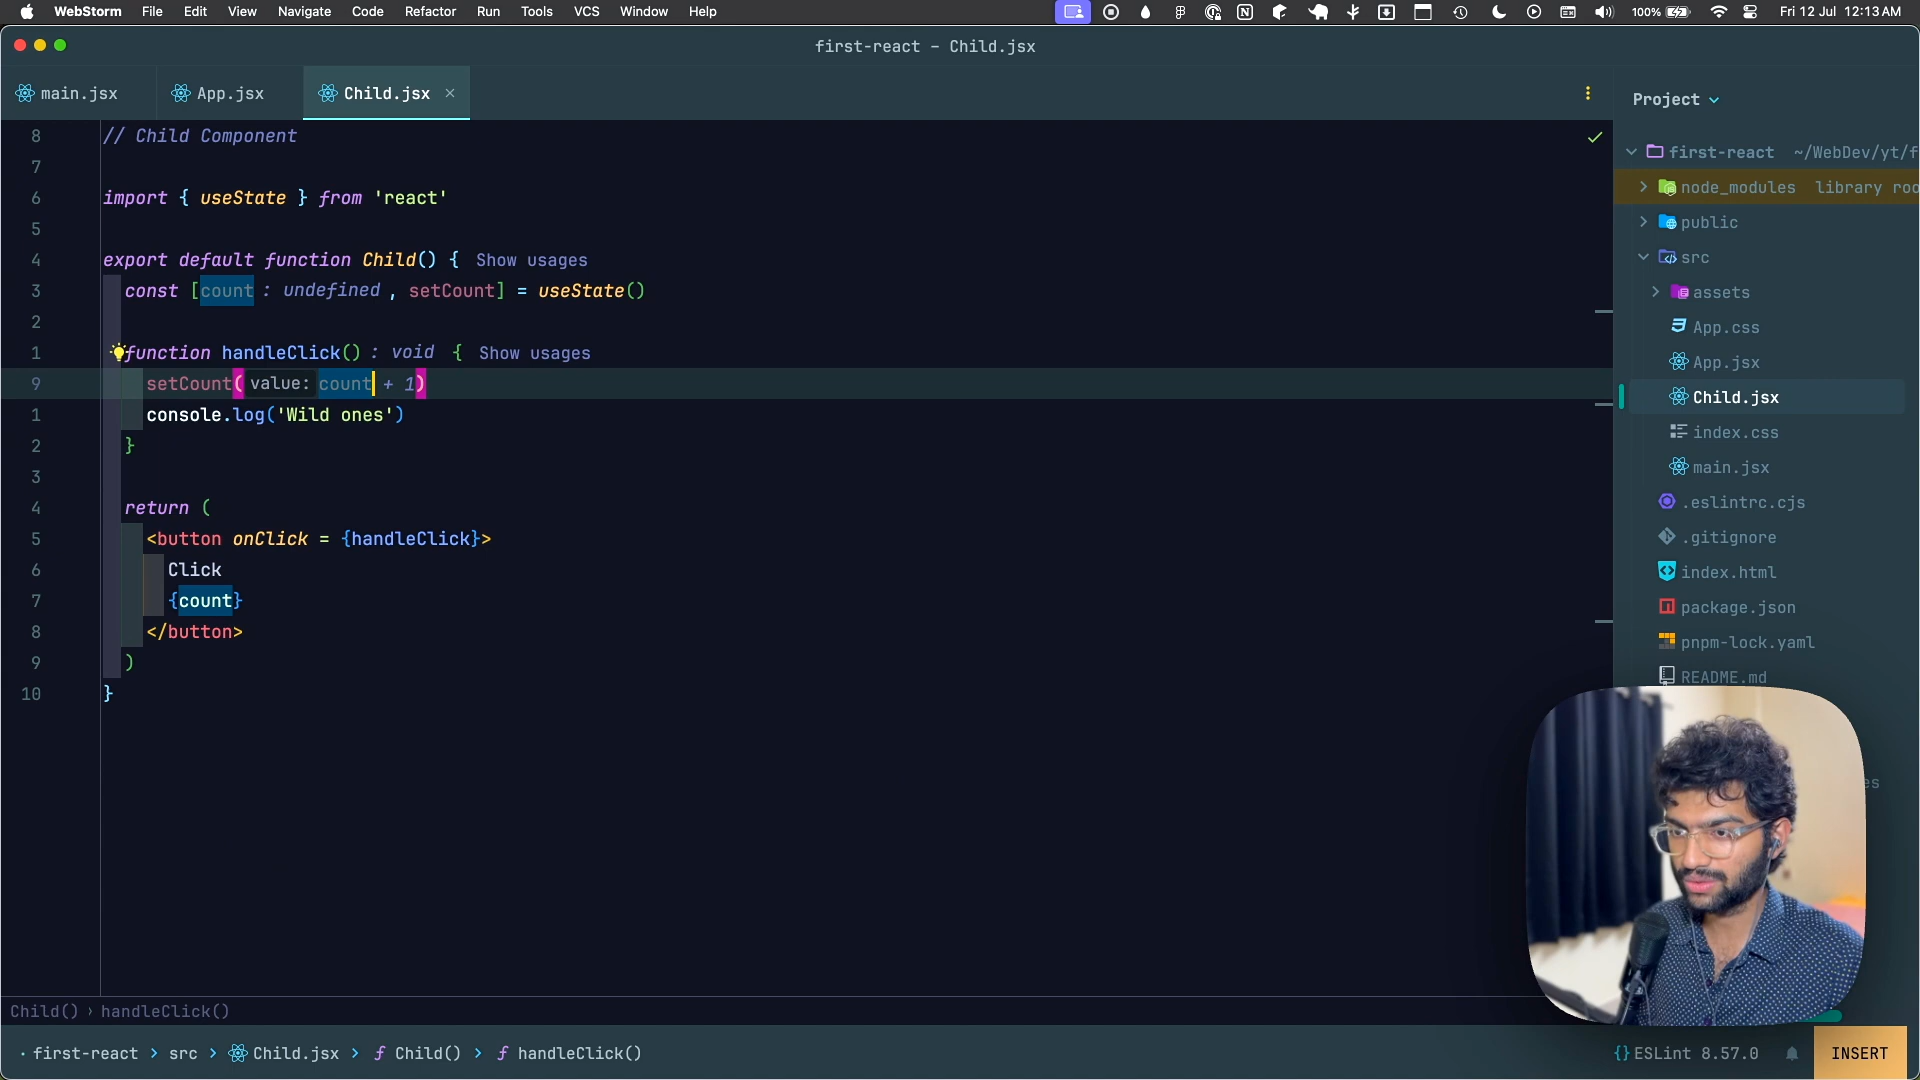 WebStorm File Edit View Navigate Code Refactor Run Tools VCS Window Help 100% Fri 12 Jul 12:13 AM
first-react – Child.jsx
main.jsx App.jsx Child.jsx ×
Project
8 // Child Component
7
6 import { useState } from 'react'
5
4 export default function Child() { Show usages
3 const [count : undefined , setCount] = useState()
2
1 function handleClick() : void { Show usages
9 setCount( value: count + 1)
1 console.log('Wild ones')
2 }
3
4 return (
5 <button onClick = {handleClick}>
6 Click
7 {count}
8 </button>
9 )
10 }
first-react ~/WebDev/yt/f
node_modules library roo
public
src
assets
App.css
App.jsx
Child.jsx
index.css
main.jsx
.eslintrc.cjs
.gitignore
index.html
package.json
pnpm-lock.yaml
README.md
es
Child() › handleClick()
first-react > src > Child.jsx > f Child() > f handleClick()
{} ESLint 8.57.0 INSERT